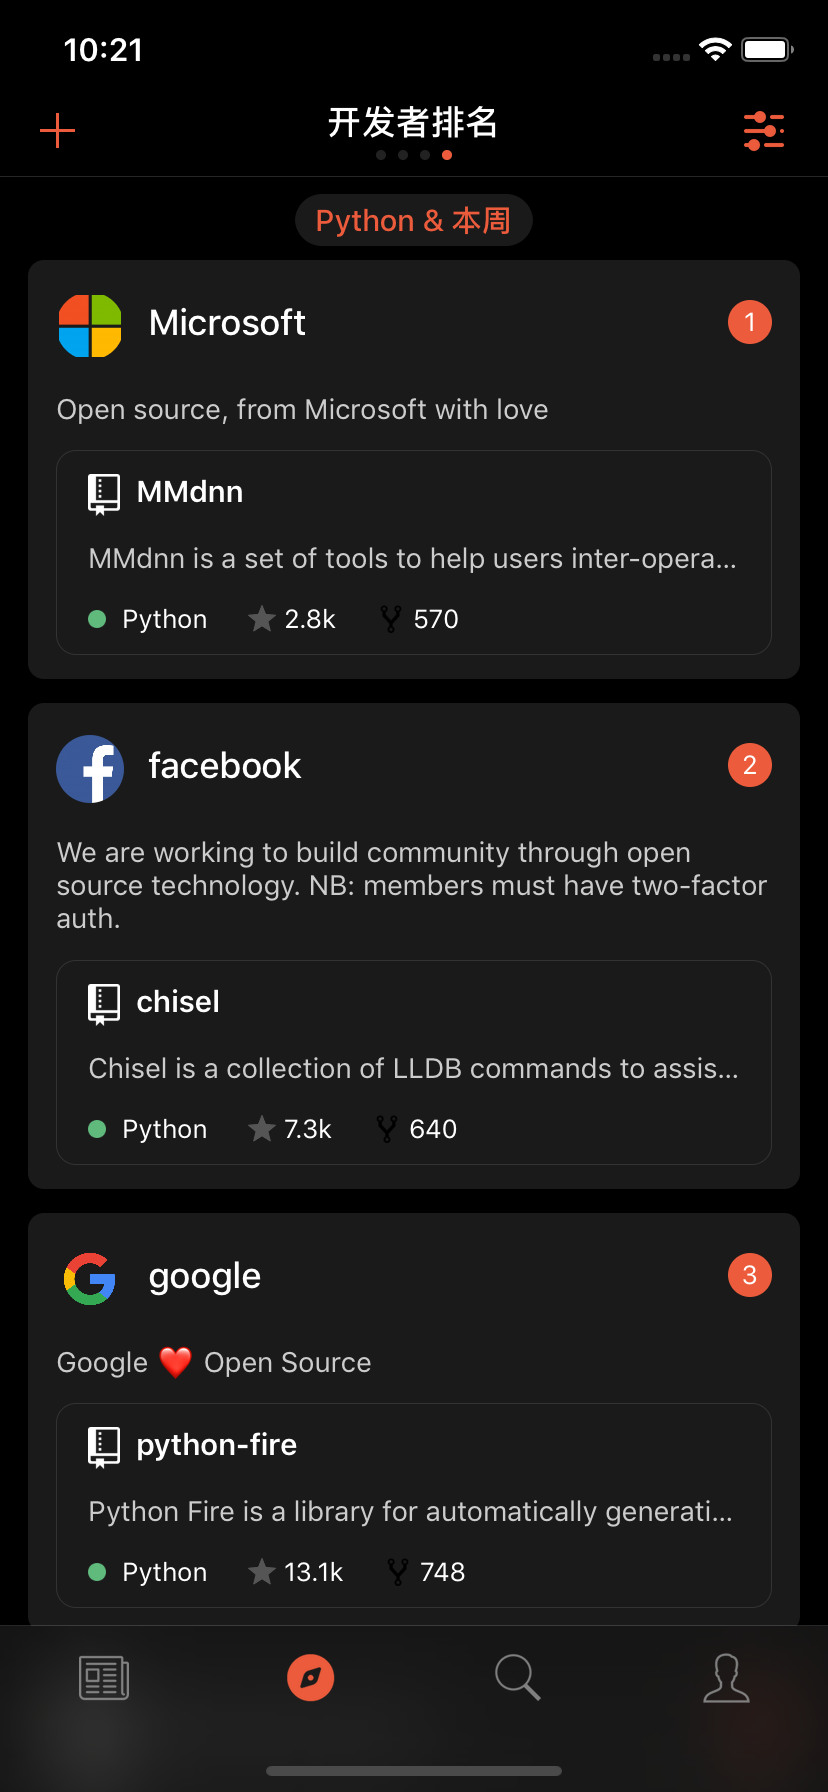 10:21
开发者排名
Python & 本周
Microsoft
1
Open source, from Microsoft with love
MMdnn
MMdnn is a set of tools to help users inter-opera...
Python 2.8k 570
facebook
2
We are working to build community through open
source technology. NB: members must have two-factor
auth.
chisel
Chisel is a collection of LLDB commands to assis...
Python 7.3k 640
google
3
Google ❤️ Open Source
python-fire
Python Fire is a library for automatically generati...
Python 13.1k 748